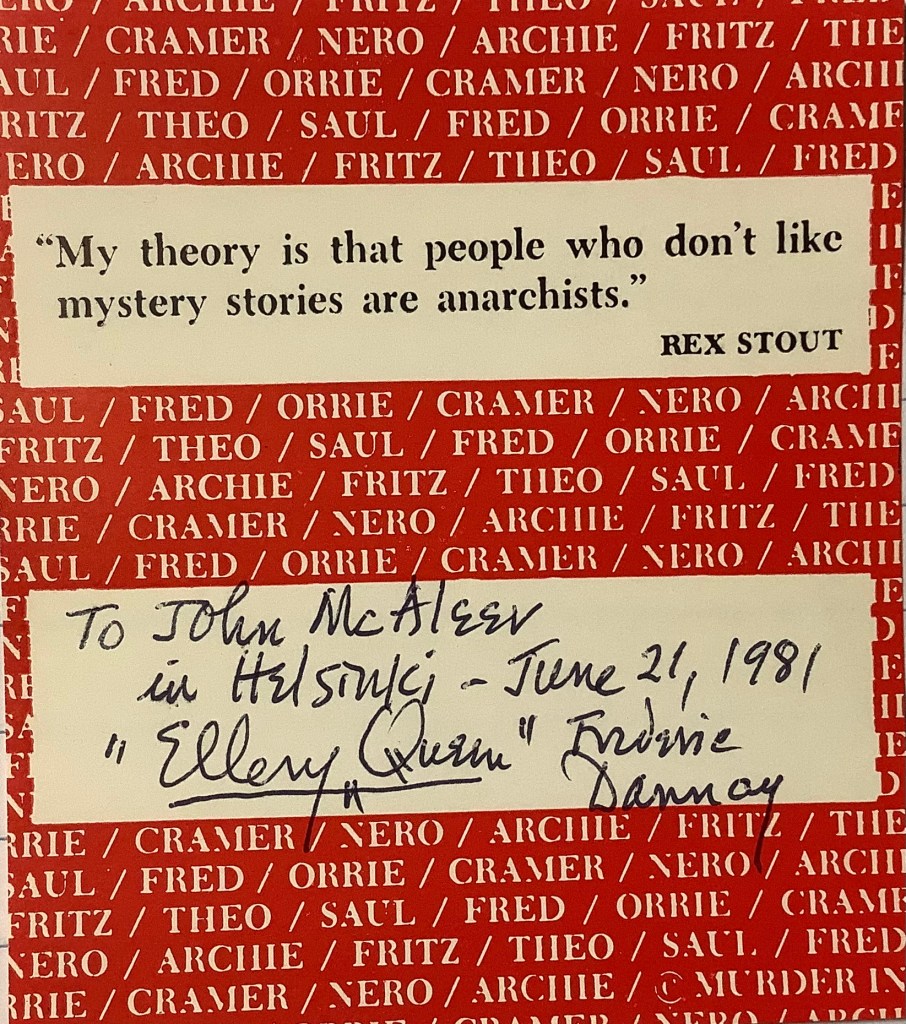 ERO / ARCHIE / FRITZ / THEO / SAUL / FRED
RIE / CRAMER / NERO / ARCHIE / FRITZ / THE
AUL / FRED / ORRIE / CRAMER / NERO / ARCHI
RITZ / THEO / SAUL / FRED / ORRIE / CRAME
ERO / ARCHIE / FRITZ / THEO / SAUL / FRED
“My theory is that people who don’t like
mystery stories are anarchists.”
REX STOUT
SAUL / FRED / ORRIE / CRAMER / NERO / ARCHI
FRITZ / THEO / SAUL / FRED / ORRIE / CRAME
NERO / ARCHIE / FRITZ / THEO / SAUL / FRED
RRIE / CRAMER / NERO / ARCHIE / FRITZ / THE
SAUL / FRED / ORRIE / CRAMER / NERO / ARCHI
To John McAleer
in Helsinki - June 21, 1981
"Ellery Queen" Frederic
Dannay
RRIE / CRAMER / NERO / ARCHIE / FRITZ / THE
SAUL / FRED / ORRIE / CRAMER / NERO / ARCHI
FRITZ / THEO / SAUL / FRED / ORRIE / CRAME
NERO / ARCHIE / FRITZ / THEO / SAUL / FRED
RRIE / CRAMER / NERO / ARCHIE / © MURDER IN